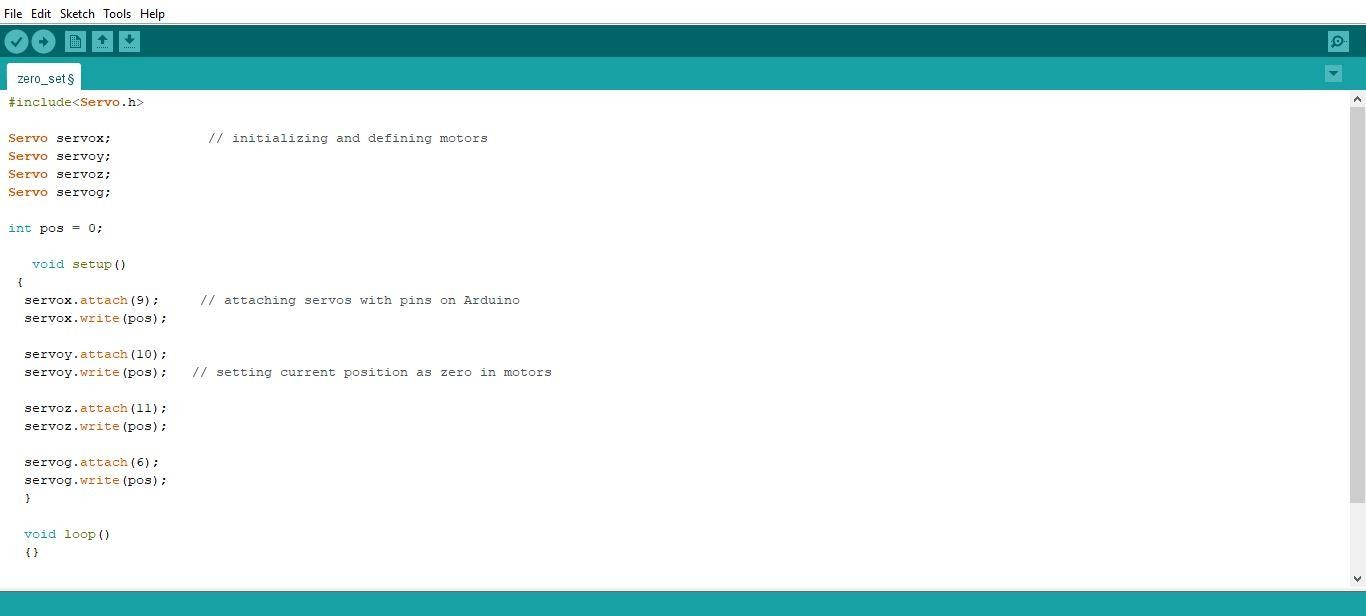 File Edit Sketch Tools Help
zero_set§
#include<Servo.h>
Servo servox; // initializing and defining motors
Servo servoy;
Servo servoz;
Servo servog;
int pos = 0;
void setup()
{
servox.attach(9); // attaching servos with pins on Arduino
servox.write(pos);
servoy.attach(10);
servoy.write(pos); // setting current position as zero in motors
servoz.attach(11);
servoz.write(pos);
servog.attach(6);
servog.write(pos);
}
void loop()
{}